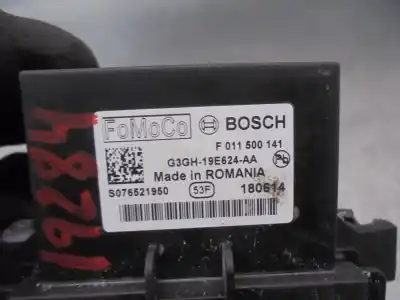 FoMoCo BOSCH
F 011 500 141
G3GH-19E624-AA
Made in ROMANIA
S076521950 53F 180614
19284